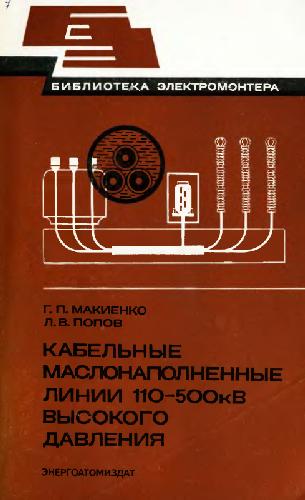 БИБЛИОТЕКА ЭЛЕКТРОМОНТЕРА
Г. П. МАКИЕНКО
Л. В. ПОПОВ
КАБЕЛЬНЫЕ
МАСЛОНАПОЛНЕННЫЕ
ЛИНИИ 110-500кВ
ВЫСОКОГО
ДАВЛЕНИЯ
ЭНЕРГОАТОМИЗДАТ